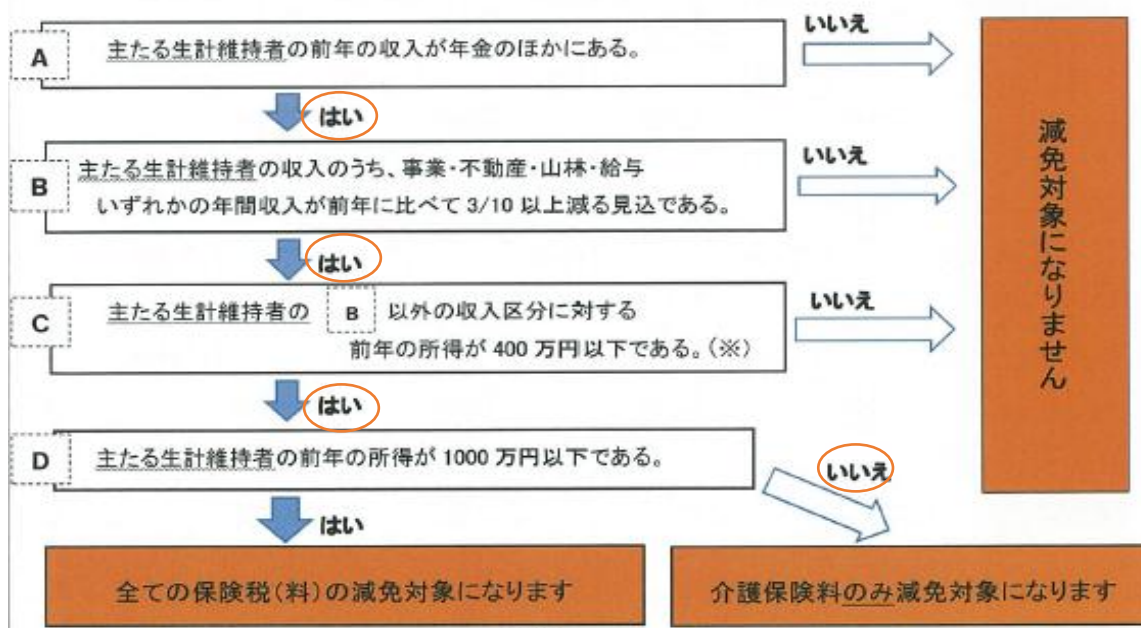 いいえ
A 主たる生計維持者の前年の収入が年金のほかにある。
はい
いいえ
B 主たる生計維持者の収入のうち、事業・不動産・山林・給与
いずれかの年間収入が前年に比べて 3/10 以上減る見込である。
はい
いいえ
C 主たる生計維持者の B 以外の収入区分に対する
前年の所得が 400 万円以下である。(※)
はい
D 主たる生計維持者の前年の所得が 1000 万円以下である。
いいえ
はい
減免対象になりません
全ての保険税(料)の減免対象になります
介護保険料のみ減免対象になります